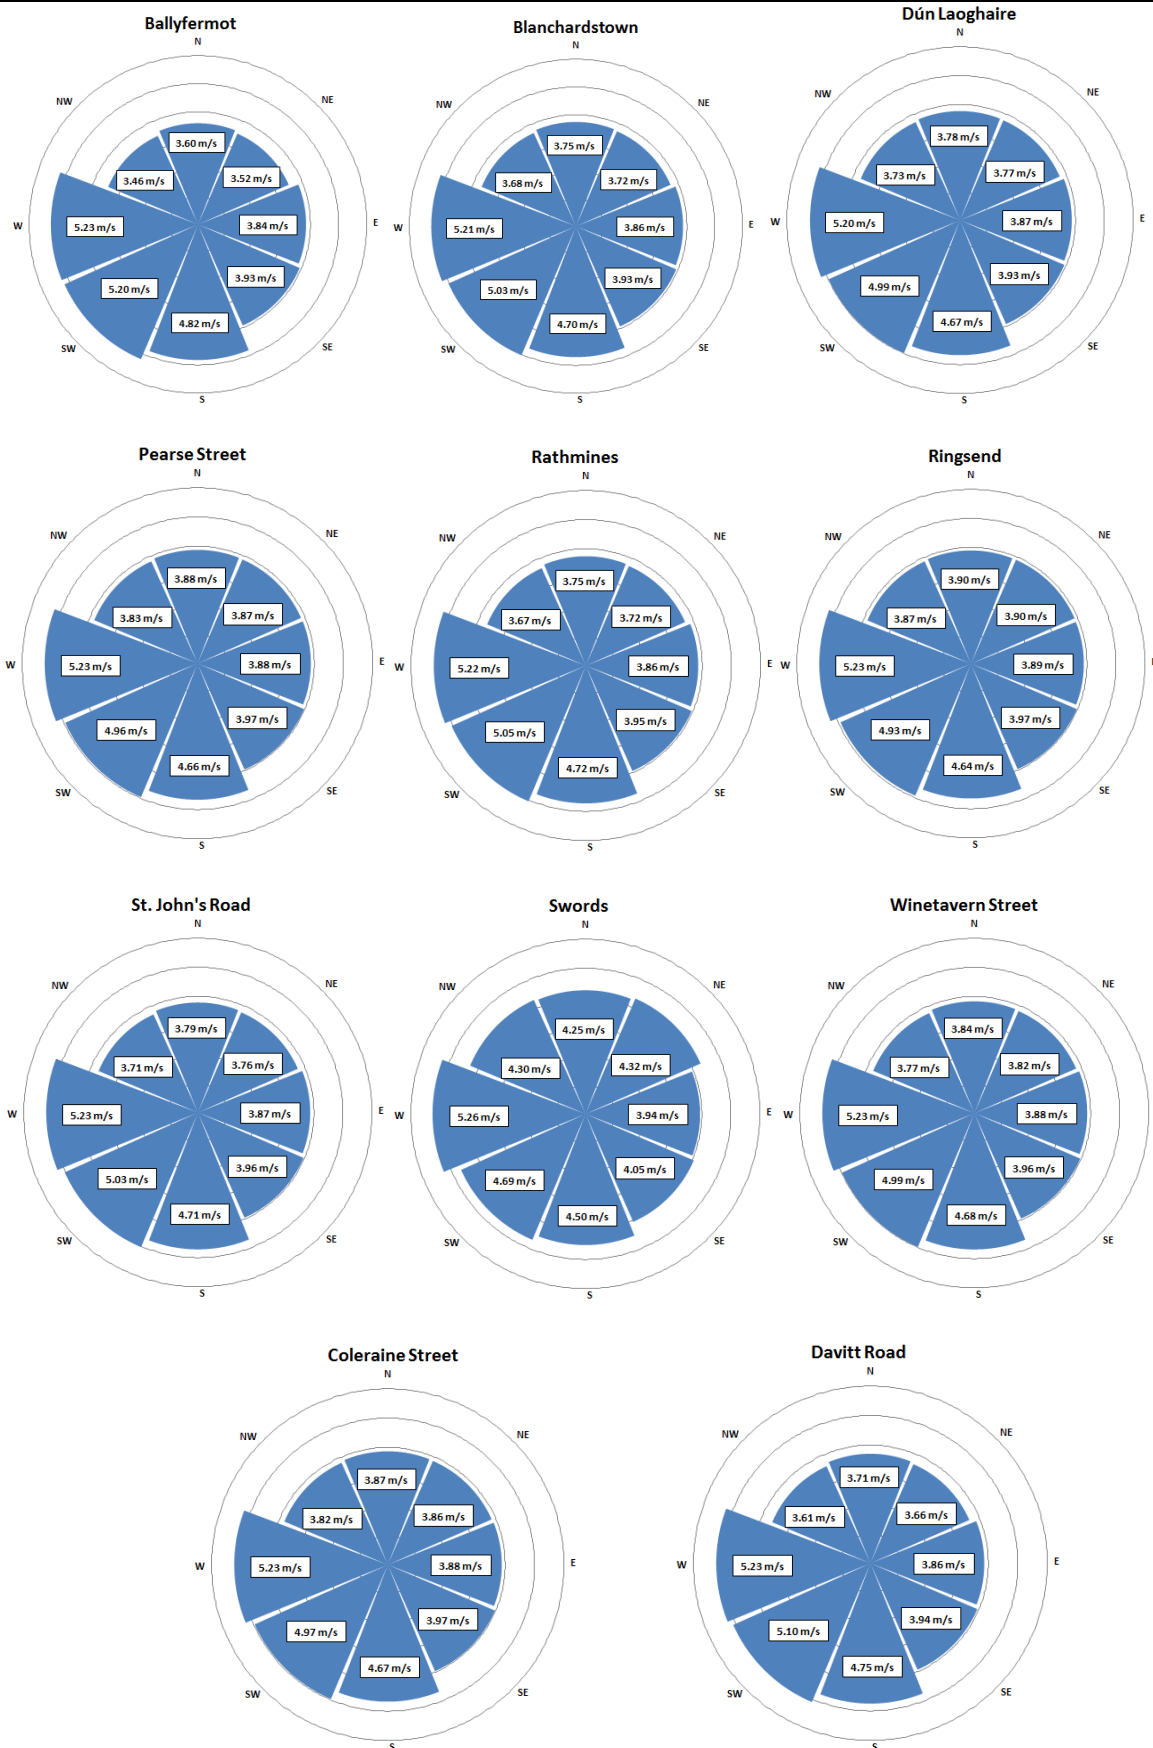 Ballyfermot
N
NW
NE
3.60 m/s
3.46 m/s
3.52 m/s
W
5.23 m/s
3.84 m/s
E
5.20 m/s
3.93 m/s
4.82 m/s
SW
SE
S
Blanchardstown
N
NW
NE
3.75 m/s
3.68 m/s
3.72 m/s
W
5.21 m/s
3.86 m/s
E
5.03 m/s
3.93 m/s
4.70 m/s
SW
SE
S
Dún Laoghaire
N
NW
NE
3.78 m/s
3.73 m/s
3.77 m/s
W
5.20 m/s
3.87 m/s
E
4.99 m/s
3.93 m/s
4.67 m/s
SW
SE
S
Pearse Street
N
NW
NE
3.88 m/s
3.83 m/s
3.87 m/s
W
5.23 m/s
3.88 m/s
E
4.96 m/s
3.97 m/s
4.66 m/s
SW
SE
S
Rathmines
N
NW
NE
3.75 m/s
3.67 m/s
3.72 m/s
W
5.22 m/s
3.86 m/s
E
5.05 m/s
3.95 m/s
4.72 m/s
SW
SE
S
Ringsend
N
NW
NE
3.90 m/s
3.87 m/s
3.90 m/s
W
5.23 m/s
3.89 m/s
4.93 m/s
3.97 m/s
4.64 m/s
SW
SE
S
St. John's Road
N
NW
NE
3.79 m/s
3.71 m/s
3.76 m/s
W
5.23 m/s
3.87 m/s
E
5.03 m/s
3.96 m/s
4.71 m/s
SW
SE
S
Swords
N
NW
NE
4.25 m/s
4.30 m/s
4.32 m/s
W
5.26 m/s
3.94 m/s
E
4.69 m/s
4.05 m/s
4.50 m/s
SW
SE
S
Winetavern Street
N
NW
NE
3.84 m/s
3.77 m/s
3.82 m/s
W
5.23 m/s
3.88 m/s
4.99 m/s
3.96 m/s
4.68 m/s
SW
SE
S
Coleraine Street
N
NW
NE
3.87 m/s
3.82 m/s
3.86 m/s
W
5.23 m/s
3.88 m/s
E
4.97 m/s
3.97 m/s
4.67 m/s
SW
SE
S
Davitt Road
N
NW
NE
3.71 m/s
3.61 m/s
3.66 m/s
W
5.23 m/s
3.86 m/s
E
5.10 m/s
3.94 m/s
4.75 m/s
SW
SE
S